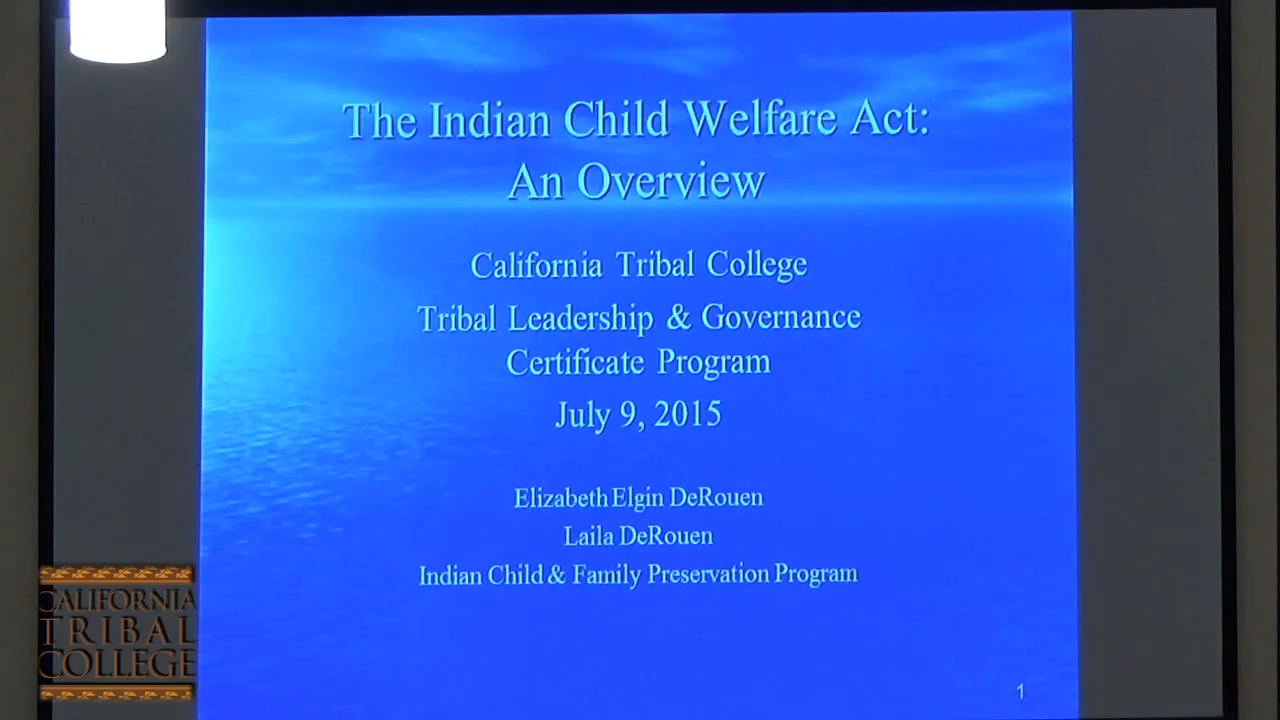 The Indian Child Welfare Act:
An Overview
California Tribal College
Tribal Leadership & Governance
Certificate Program
July 9, 2015
Elizabeth Elgin DeRouen
Laila DeRouen
Indian Child & Family Preservation Program
CALIFORNIA
TRIBAL
COLLEGE
1